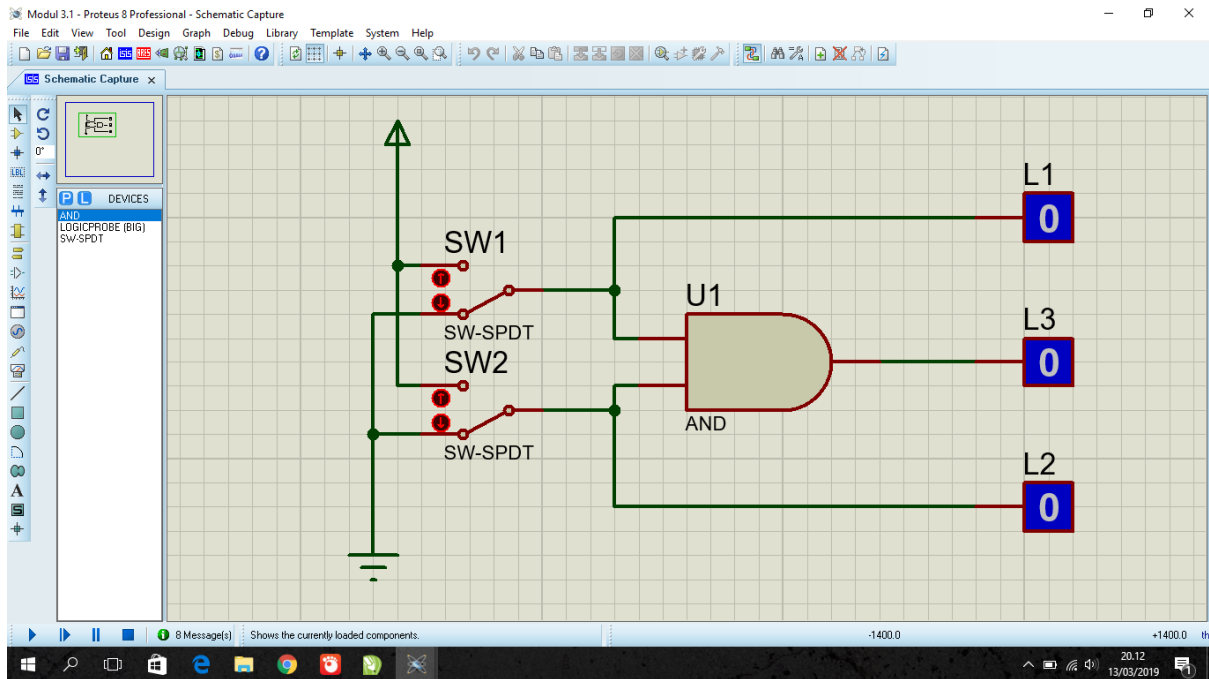 Modul 3.1 - Proteus 8 Professional - Schematic Capture
File Edit View Tool Design Graph Debug Library Template System Help
Schematic Capture x
0°
LBL
P L DEVICES
AND
LOGICPROBE (BIG)
SW-SPDT
SW1
SW-SPDT
SW2
SW-SPDT
U1
AND
L1
0
L3
0
L2
0
A
S
8 Message(s) Shows the currently loaded components. -1400.0 +1400.0 th
20.12
13/03/2019
1